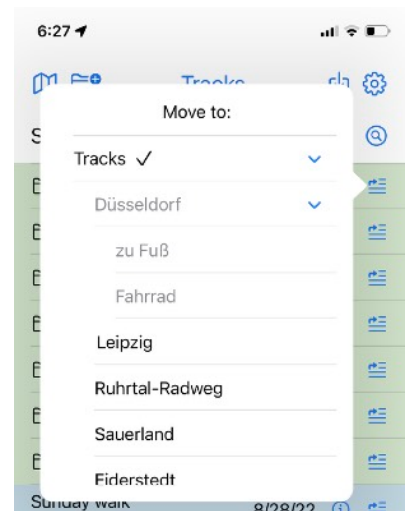 6:27
Tracks
Move to:
Tracks ✓
Düsseldorf
zu Fuß
Fahrrad
Leipzig
Ruhrtal-Radweg
Sauerland
Eiderstedt
Sunday walk 8/28/22